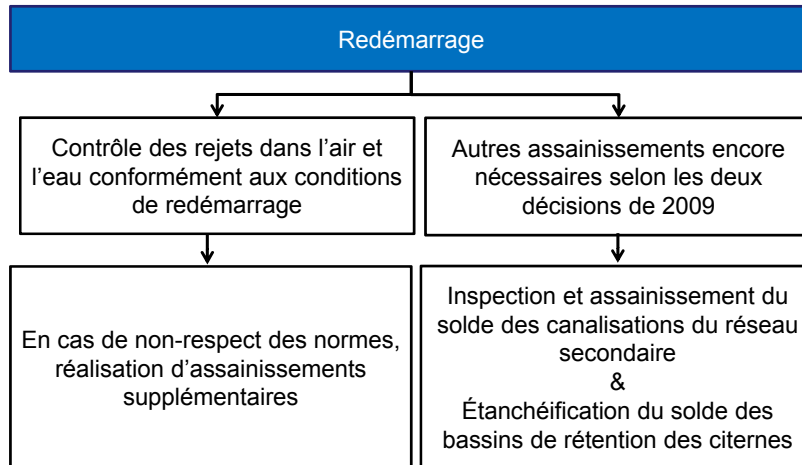 Redémarrage
Contrôle des rejets dans l’air et
l’eau conformément aux conditions
de redémarrage
Autres assainissements encore
nécessaires selon les deux
décisions de 2009
En cas de non-respect des normes,
réalisation d’assainissements
supplémentaires
Inspection et assainissement du
solde des canalisations du réseau
secondaire
&
Étanchéification du solde des
bassins de rétention des citernes